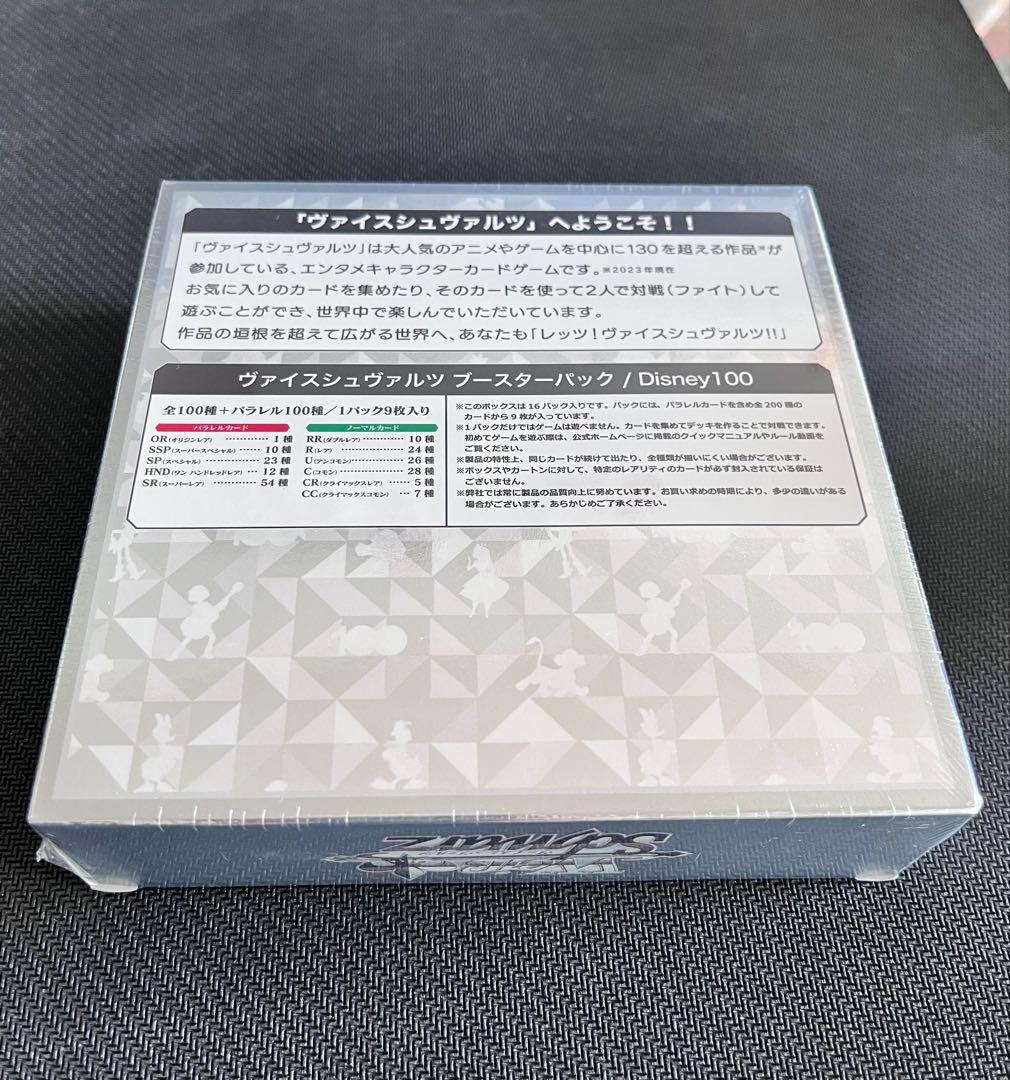 「ヴァイスシュヴァルツ」へようこそ！！
「ヴァイスシュヴァルツ」は大人気のアニメやゲームを中心に130を超える作品※が
参加している、エンタメキャラクターカードゲームです。※2023年現在
お気に入りのカードを集めたり、そのカードを使って2人で対戦（ファイト）して
遊ぶことができ、世界中で楽しんでいただいています。
作品の垣根を超えて広がる世界へ、あなたも「レッツ！ヴァイスシュヴァルツ!!」
ヴァイスシュヴァルツ ブースターパック / Disney100
全100種＋パラレル100種／1パック9枚入り
パラレルカード
OR（オリジンレア）………… 1 種
SSP（スーパースペシャル）…… 10 種
SP（スペシャル）………… 23 種
HND（ワン ハンドレッドレア）… 12 種
SR（スーパーレア）……… 54 種
ノーマルカード
RR（ダブルレア）………… 10 種
R（レア）………… 24 種
U（アンコモン）………… 26 種
C（コモン）………… 28 種
CR（クライマックスレア）…… 5 種
CC（クライマックスコモン）… 7 種
※このボックスは16パック入りです。パックには、パラレルカードを含め全200種の
カードから9枚が入っています。
※1パックだけではゲームは遊べません。カードを集めてデッキを作ることで対戦できます。
初めてゲームを遊ぶ際は、公式ホームページに掲載のクイックマニュアルやルール動画を
ご覧ください。
※製品の特性上、同じカードが続けて出たり、全種類が揃いにくい場合がございます。
※ボックスやカートンに対して、特定のレアリティのカードが必ず封入されている保証は
ございません。
※弊社では常に製品の品質向上に努めています。お買い求めの時期により、多少の違いがある
場合がございます。あらかじめご了承ください。
Weiß
Schwarz